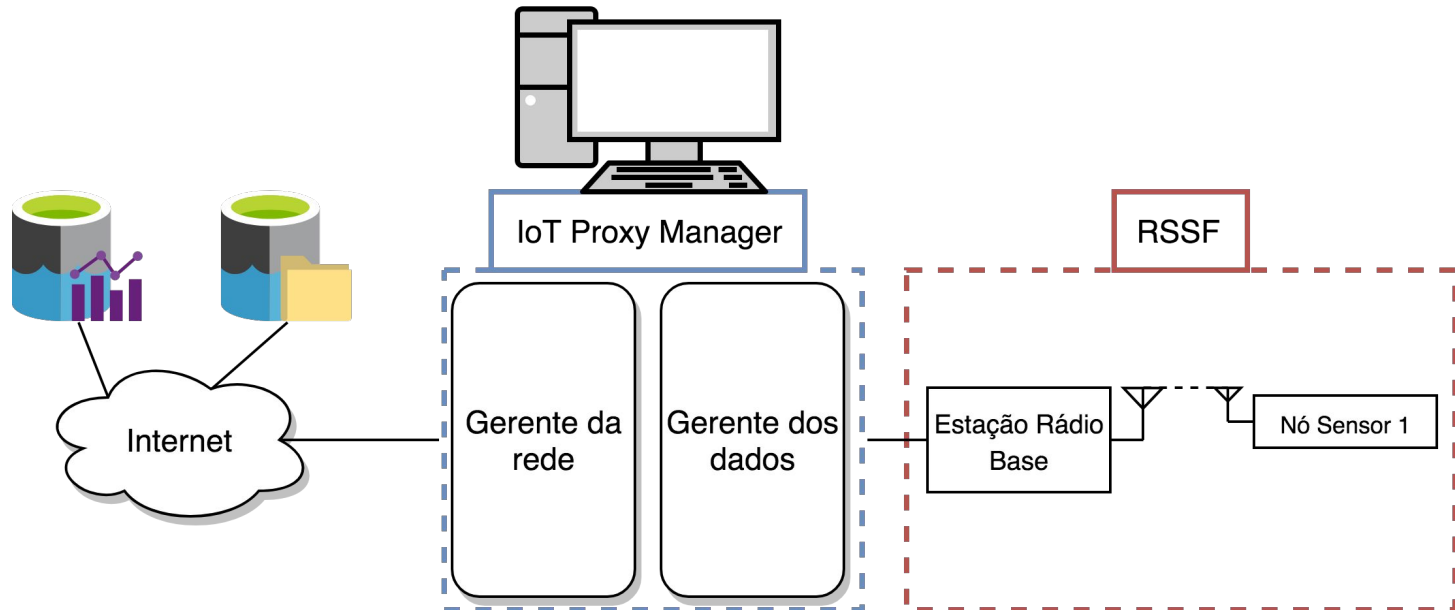 IoT Proxy Manager
RSSF
Internet
Gerente da
rede
Gerente dos
dados
Estação Rádio
Base
Nó Sensor 1